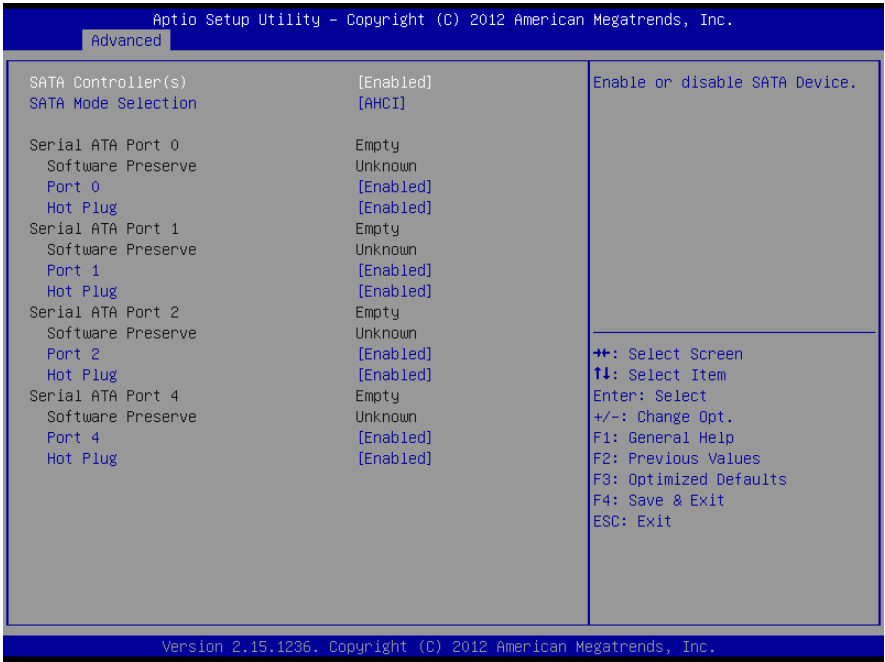 Aptio Setup Utility – Copyright (C) 2012 American Megatrends, Inc.
Advanced
SATA Controller(s) [Enabled]
SATA Mode Selection [AHCI]
Serial ATA Port 0 Empty
Software Preserve Unknown
Port 0 [Enabled]
Hot Plug [Enabled]
Serial ATA Port 1 Empty
Software Preserve Unknown
Port 1 [Enabled]
Hot Plug [Enabled]
Serial ATA Port 2 Empty
Software Preserve Unknown
Port 2 [Enabled]
Hot Plug [Enabled]
Serial ATA Port 4 Empty
Software Preserve Unknown
Port 4 [Enabled]
Hot Plug [Enabled]
Enable or disable SATA Device.
→←: Select Screen
↑↓: Select Item
Enter: Select
+/-: Change Opt.
F1: General Help
F2: Previous Values
F3: Optimized Defaults
F4: Save & Exit
ESC: Exit
Version 2.15.1236. Copyright (C) 2012 American Megatrends, Inc.